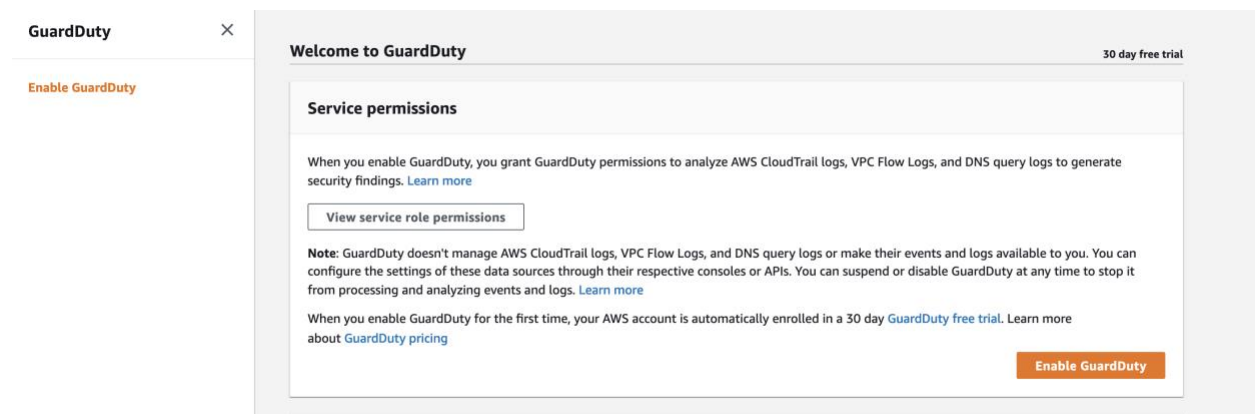 GuardDuty
Enable GuardDuty
Welcome to GuardDuty
30 day free trial
Service permissions
When you enable GuardDuty, you grant GuardDuty permissions to analyze AWS CloudTrail logs, VPC Flow Logs, and DNS query logs to generate
security findings. Learn more
View service role permissions
Note: GuardDuty doesn't manage AWS CloudTrail logs, VPC Flow Logs, and DNS query logs or make their events and logs available to you. You can
configure the settings of these data sources through their respective consoles or APIs. You can suspend or disable GuardDuty at any time to stop it
from processing and analyzing events and logs. Learn more
When you enable GuardDuty for the first time, your AWS account is automatically enrolled in a 30 day GuardDuty free trial. Learn more
about GuardDuty pricing
Enable GuardDuty